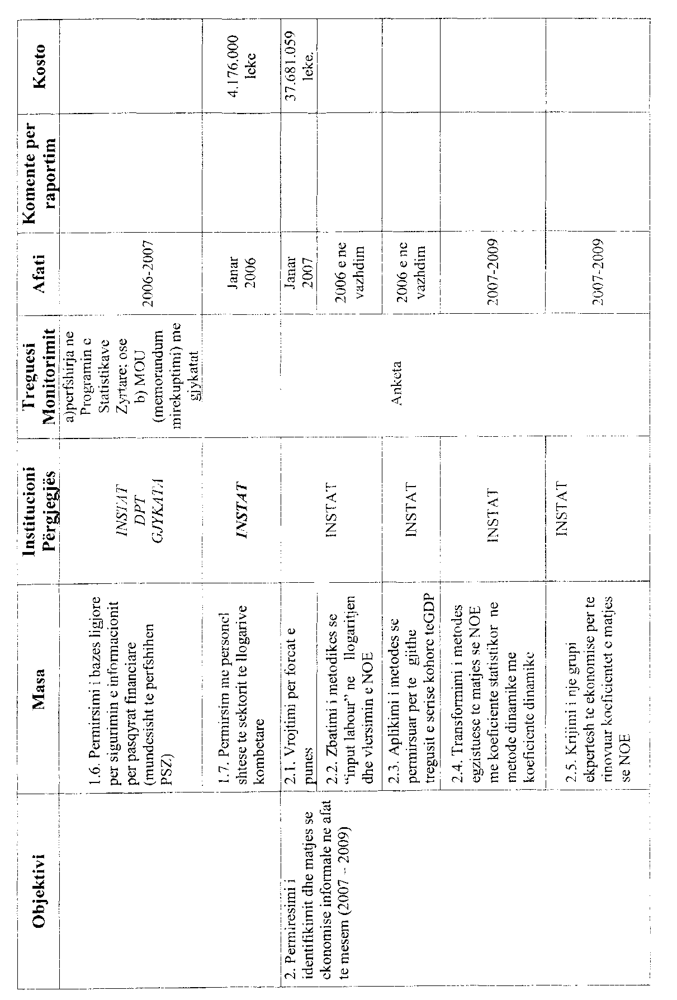 Objektivi
Masa
Institucioni
Përgjegjës
Treguesi
Monitorimit
Afati
Komente per
raportim
Kosto
1.6. Permirsimi i bazes ligjore
per sigurimin e informacionit
per pasqyrat financiare
(mundesisht te perfshihen
PSZ)
INSTAT
DPT
GJYKATA
a)perfshirja ne
Programin e
Statistikave
Zyrtare; ose
b) MOU
(memorandum
mirekuptimi) me
gjykatat
2006-2007
1.7. Permirsim me personel
shtese te sektorit te llogarive
kombetare
INSTAT
Janar
2006
4.176.000
leke
2. Permiresimi i
identifikimit dhe matjes se
ekonomise informale ne afat
te mesem (2007 - 2009)
2.1. Vrojtimi per forcat e
punes
Janar
2007
37.681.059
leke.
2.2. Zbatimi i metodikes se
“input labour” ne llogaritjen
dhe vlersimin e NOE
INSTAT
2006 e ne
vazhdim
2.3. Aplikimi i metodes se
permirsuar per te gjithe
tregusit e serise kohore teGDP
INSTAT
Anketa
2006 e ne
vazhdim
2.4. Transformimi i metodes
egzistuese te matjes se NOE
me koeficiente statistikor ne
metode dinamike me
koeficiente dinamike
INSTAT
2007-2009
2.5. Krijimi i nje grupi
ekpertesh te ekonomise per te
rinovuar koeficientet e matjes
se NOE
INSTAT
2007-2009